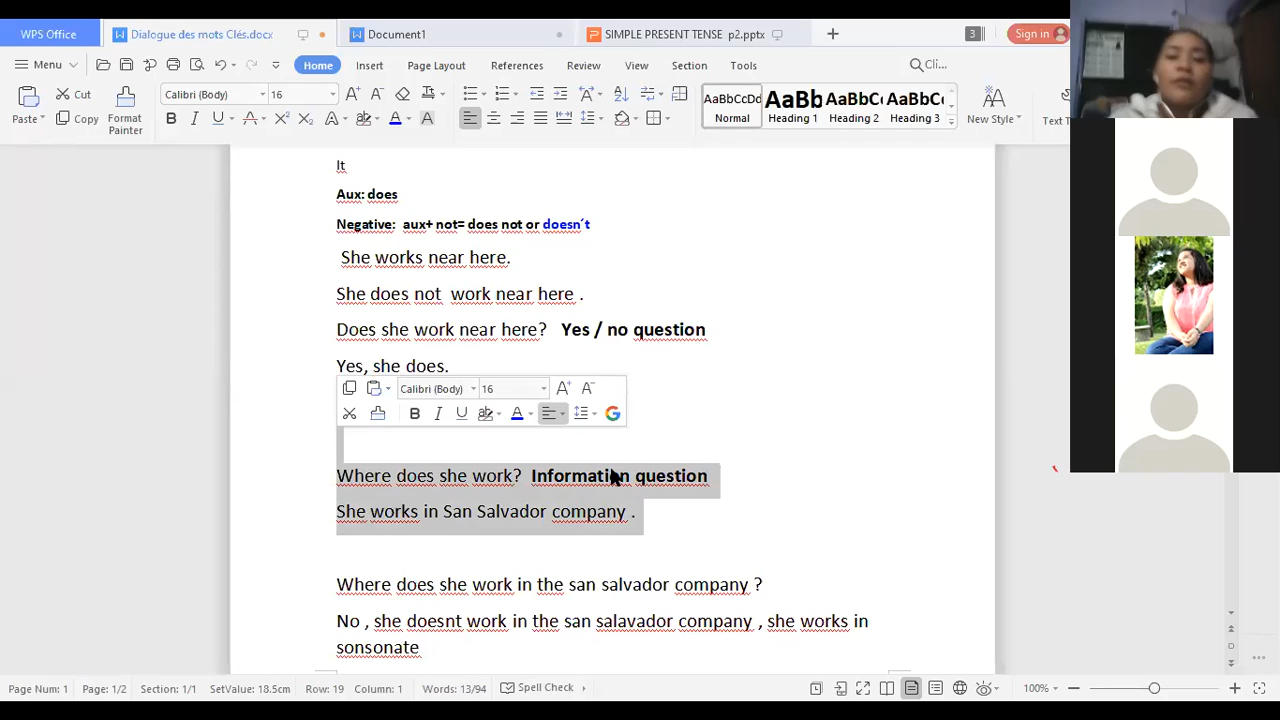 WPS Office
Dialogue des mots Clés.docx
Document1
SIMPLE PRESENT TENSE p2.pptx
3
Sign in
Menu
Home
Insert
Page Layout
References
Review
View
Section
Tools
Cli...
Paste
Cut
Copy
Format Painter
Calibri (Body)
16
AaBbCcDd
Normal
AaBb
Heading 1
AaBbC
Heading 2
AaBbC
Heading 3
New Style
Text T
It
Aux: does
Negative: aux+ not= does not or doesn´t
She works near here.
She does not work near here .
Does she work near here? Yes / no question
Yes, she does.
Calibri (Body)
16
Where does she work? Information question
She works in San Salvador company .
Where does she work in the san salvador company ?
No , she doesnt work in the san salavador company , she works in
sonsonate
Page Num: 1
Page: 1/2
Section: 1/1
SetValue: 18.5cm
Row: 19
Column: 1
Words: 13/94
Spell Check
100%